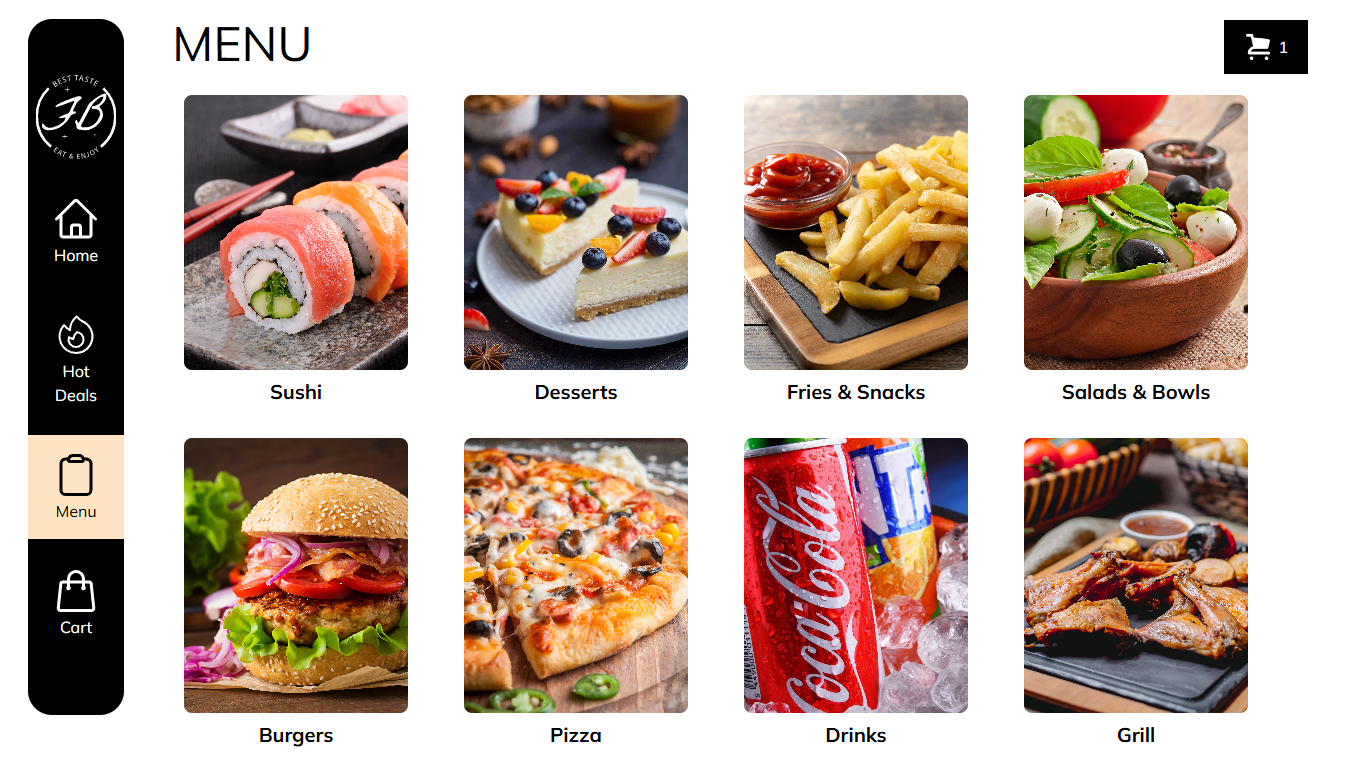 BEST TASTE
FB
EAT & ENJOY
Home
Hot
Deals
Menu
Cart
MENU
1
Sushi
Desserts
Fries & Snacks
Salads & Bowls
Burgers
Pizza
Coca-Cola
Drinks
Grill